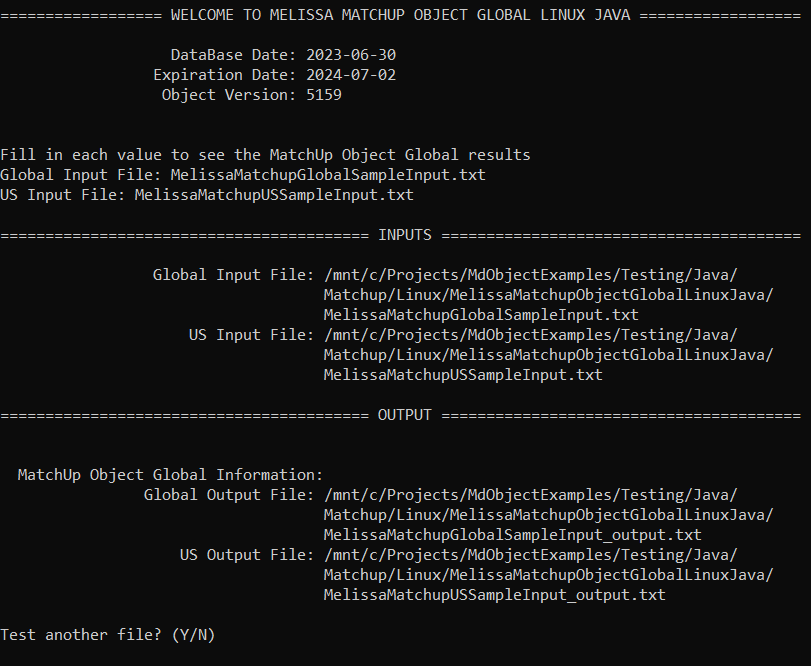 ================== WELCOME TO MELISSA MATCHUP OBJECT GLOBAL LINUX JAVA ==================
DataBase Date: 2023-06-30
Expiration Date: 2024-07-02
Object Version: 5159
Fill in each value to see the MatchUp Object Global results
Global Input File: MelissaMatchupGlobalSampleInput.txt
US Input File: MelissaMatchupUSSampleInput.txt
========================================= INPUTS ========================================
Global Input File: /mnt/c/Projects/MdObjectExamples/Testing/Java/
Matchup/Linux/MelissaMatchupObjectGlobalLinuxJava/
MelissaMatchupGlobalSampleInput.txt
US Input File: /mnt/c/Projects/MdObjectExamples/Testing/Java/
Matchup/Linux/MelissaMatchupObjectGlobalLinuxJava/
MelissaMatchupUSSampleInput.txt
========================================= OUTPUT ========================================
MatchUp Object Global Information:
Global Output File: /mnt/c/Projects/MdObjectExamples/Testing/Java/
Matchup/Linux/MelissaMatchupObjectGlobalLinuxJava/
MelissaMatchupGlobalSampleInput_output.txt
US Output File: /mnt/c/Projects/MdObjectExamples/Testing/Java/
Matchup/Linux/MelissaMatchupObjectGlobalLinuxJava/
MelissaMatchupUSSampleInput_output.txt
Test another file? (Y/N)